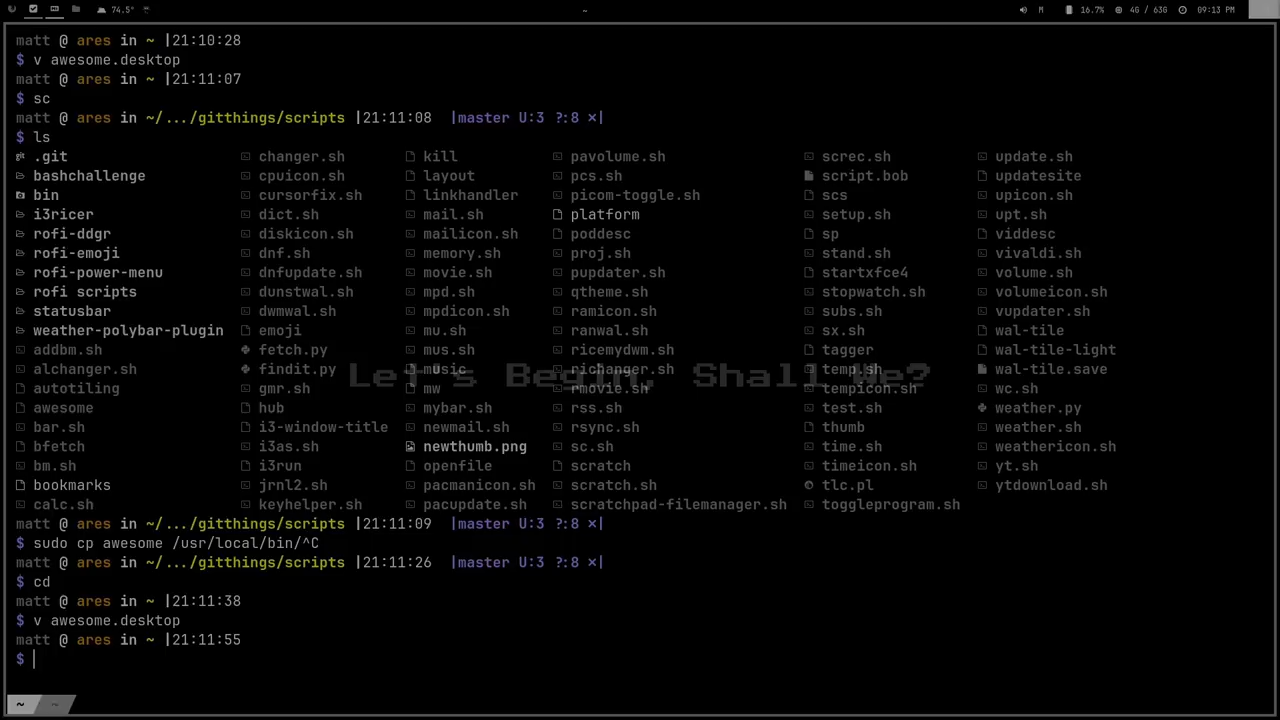 74.5° ~ M 16.7% 4G / 63G 09:13 PM
matt @ ares in ~ |21:10:28
$ v awesome.desktop
matt @ ares in ~ |21:11:07
$ sc
matt @ ares in ~/.../gitthings/scripts |21:11:08 |master U:3 ?:8 ×|
$ ls
.git changer.sh kill pavolume.sh screc.sh update.sh
bashchallenge cpuicon.sh layout pcs.sh script.bob updatesite
bin cursorfix.sh linkhandler picom-toggle.sh scs upicon.sh
i3ricer dict.sh mail.sh platform setup.sh upt.sh
rofi-ddgr diskicon.sh mailicon.sh poddesc sp viddesc
rofi-emoji dnf.sh memory.sh proj.sh stand.sh vivaldi.sh
rofi-power-menu dnfupdate.sh movie.sh pupdater.sh startxfce4 volume.sh
rofi scripts dunstwal.sh mpd.sh qtheme.sh stopwatch.sh volumeicon.sh
statusbar dwmwal.sh mpdicon.sh ramicon.sh subs.sh vupdater.sh
weather-polybar-plugin emoji mu.sh ranwal.sh sx.sh wal-tile
addbm.sh fetch.py mus.sh ricemydwm.sh tagger wal-tile-light
alchanger.sh findit.py music richanger.sh temp.sh wal-tile.save
Let's Begin, Shall We?
autotiling gmr.sh mw rmovie.sh tempicon.sh wc.sh
awesome hub mybar.sh rss.sh test.sh weather.py
bar.sh i3-window-title newmail.sh rsync.sh thumb weather.sh
bfetch i3as.sh newthumb.png sc.sh time.sh weathericon.sh
bm.sh i3run openfile scratch timeicon.sh yt.sh
bookmarks jrnl2.sh pacmanicon.sh scratch.sh tlc.pl ytdownload.sh
calc.sh keyhelper.sh pacupdate.sh scratchpad-filemanager.sh toggleprogram.sh
matt @ ares in ~/.../gitthings/scripts |21:11:09 |master U:3 ?:8 ×|
$ sudo cp awesome /usr/local/bin/^C
matt @ ares in ~/.../gitthings/scripts |21:11:26 |master U:3 ?:8 ×|
$ cd
matt @ ares in ~ |21:11:38
$ v awesome.desktop
matt @ ares in ~ |21:11:55
$
~ ~